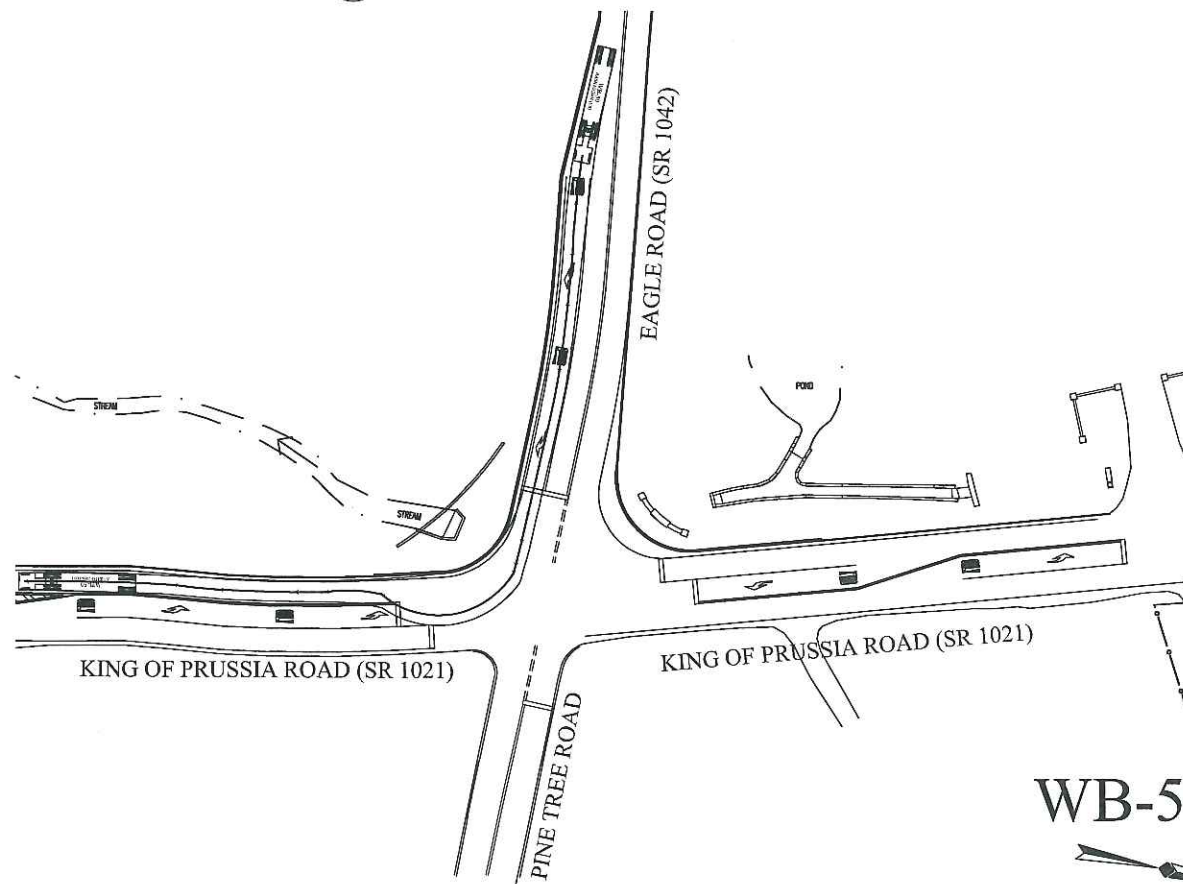 EAGLE ROAD (SR 1042)
POND
STREAM
STREAM
KING OF PRUSSIA ROAD (SR 1021)
KING OF PRUSSIA ROAD (SR 1021)
PINE TREE ROAD
WB-5